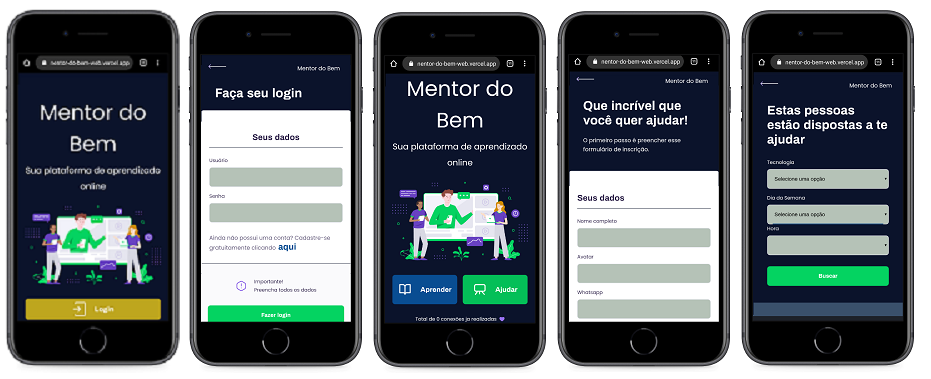 nentor-do-bem-web.vercel.app
Mentor do
Bem
Sua plataforma de aprendizado
online
Login
Mentor do Bem
Faça seu login
Seus dados
Usuário
Senha
Ainda não possui uma conta? Cadastre-se
gratuitamente clicando aqui
Importante!
Preencha todos os dados
Fazer login
nentor-do-bem-web.vercel.app
Mentor do
Bem
Sua plataforma de aprendizado
online
Aprender
Ajudar
Total de 0 conexões ja realizadas
nentor-do-bem-web.vercel.app
Mentor do Bem
Que incrível que
você quer ajudar!
O primeiro passo é preencher esse
formulário de inscrição.
Seus dados
Nome completo
Avatar
Whatsapp
nentor-do-bem-web.vercel.app
Mentor do Bem
Estas pessoas
estão dispostas a te
ajudar
Tecnologia
Selecione uma opção
Dia da Semana
Selecione uma opção
Hora
Buscar